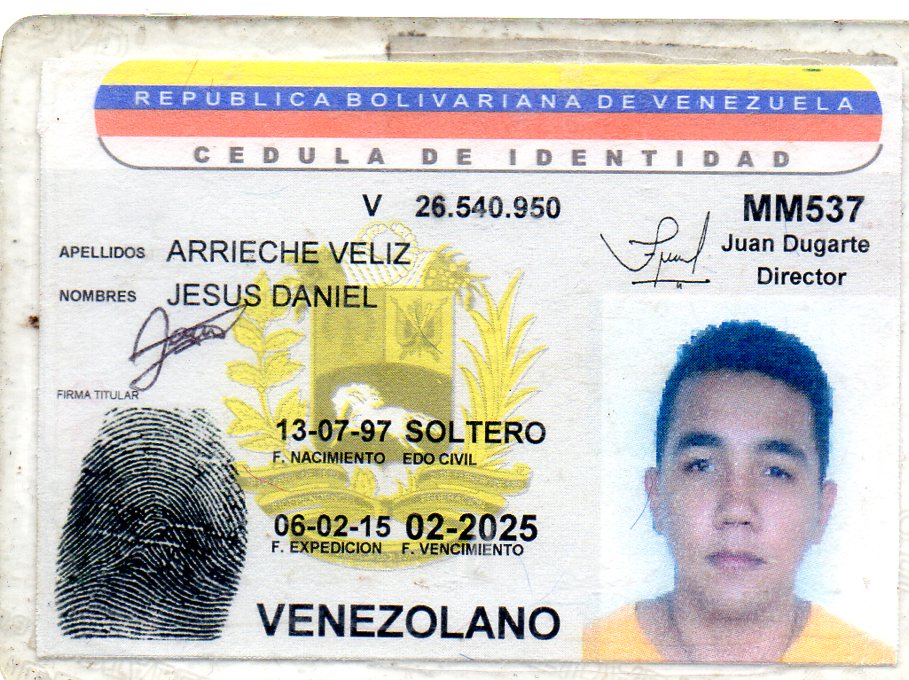 REPUBLICA BOLIVARIANA DE VENEZUELA
CEDULA DE IDENTIDAD
V 26.540.950
MM537
Juan Dugarte
Director
APELLIDOS ARRIECHE VELIZ
NOMBRES JESUS DANIEL
FIRMA TITULAR
13-07-97 SOLTERO
F. NACIMIENTO EDO CIVIL
06-02-15 02-2025
F. EXPEDICION F. VENCIMIENTO
VENEZOLANO